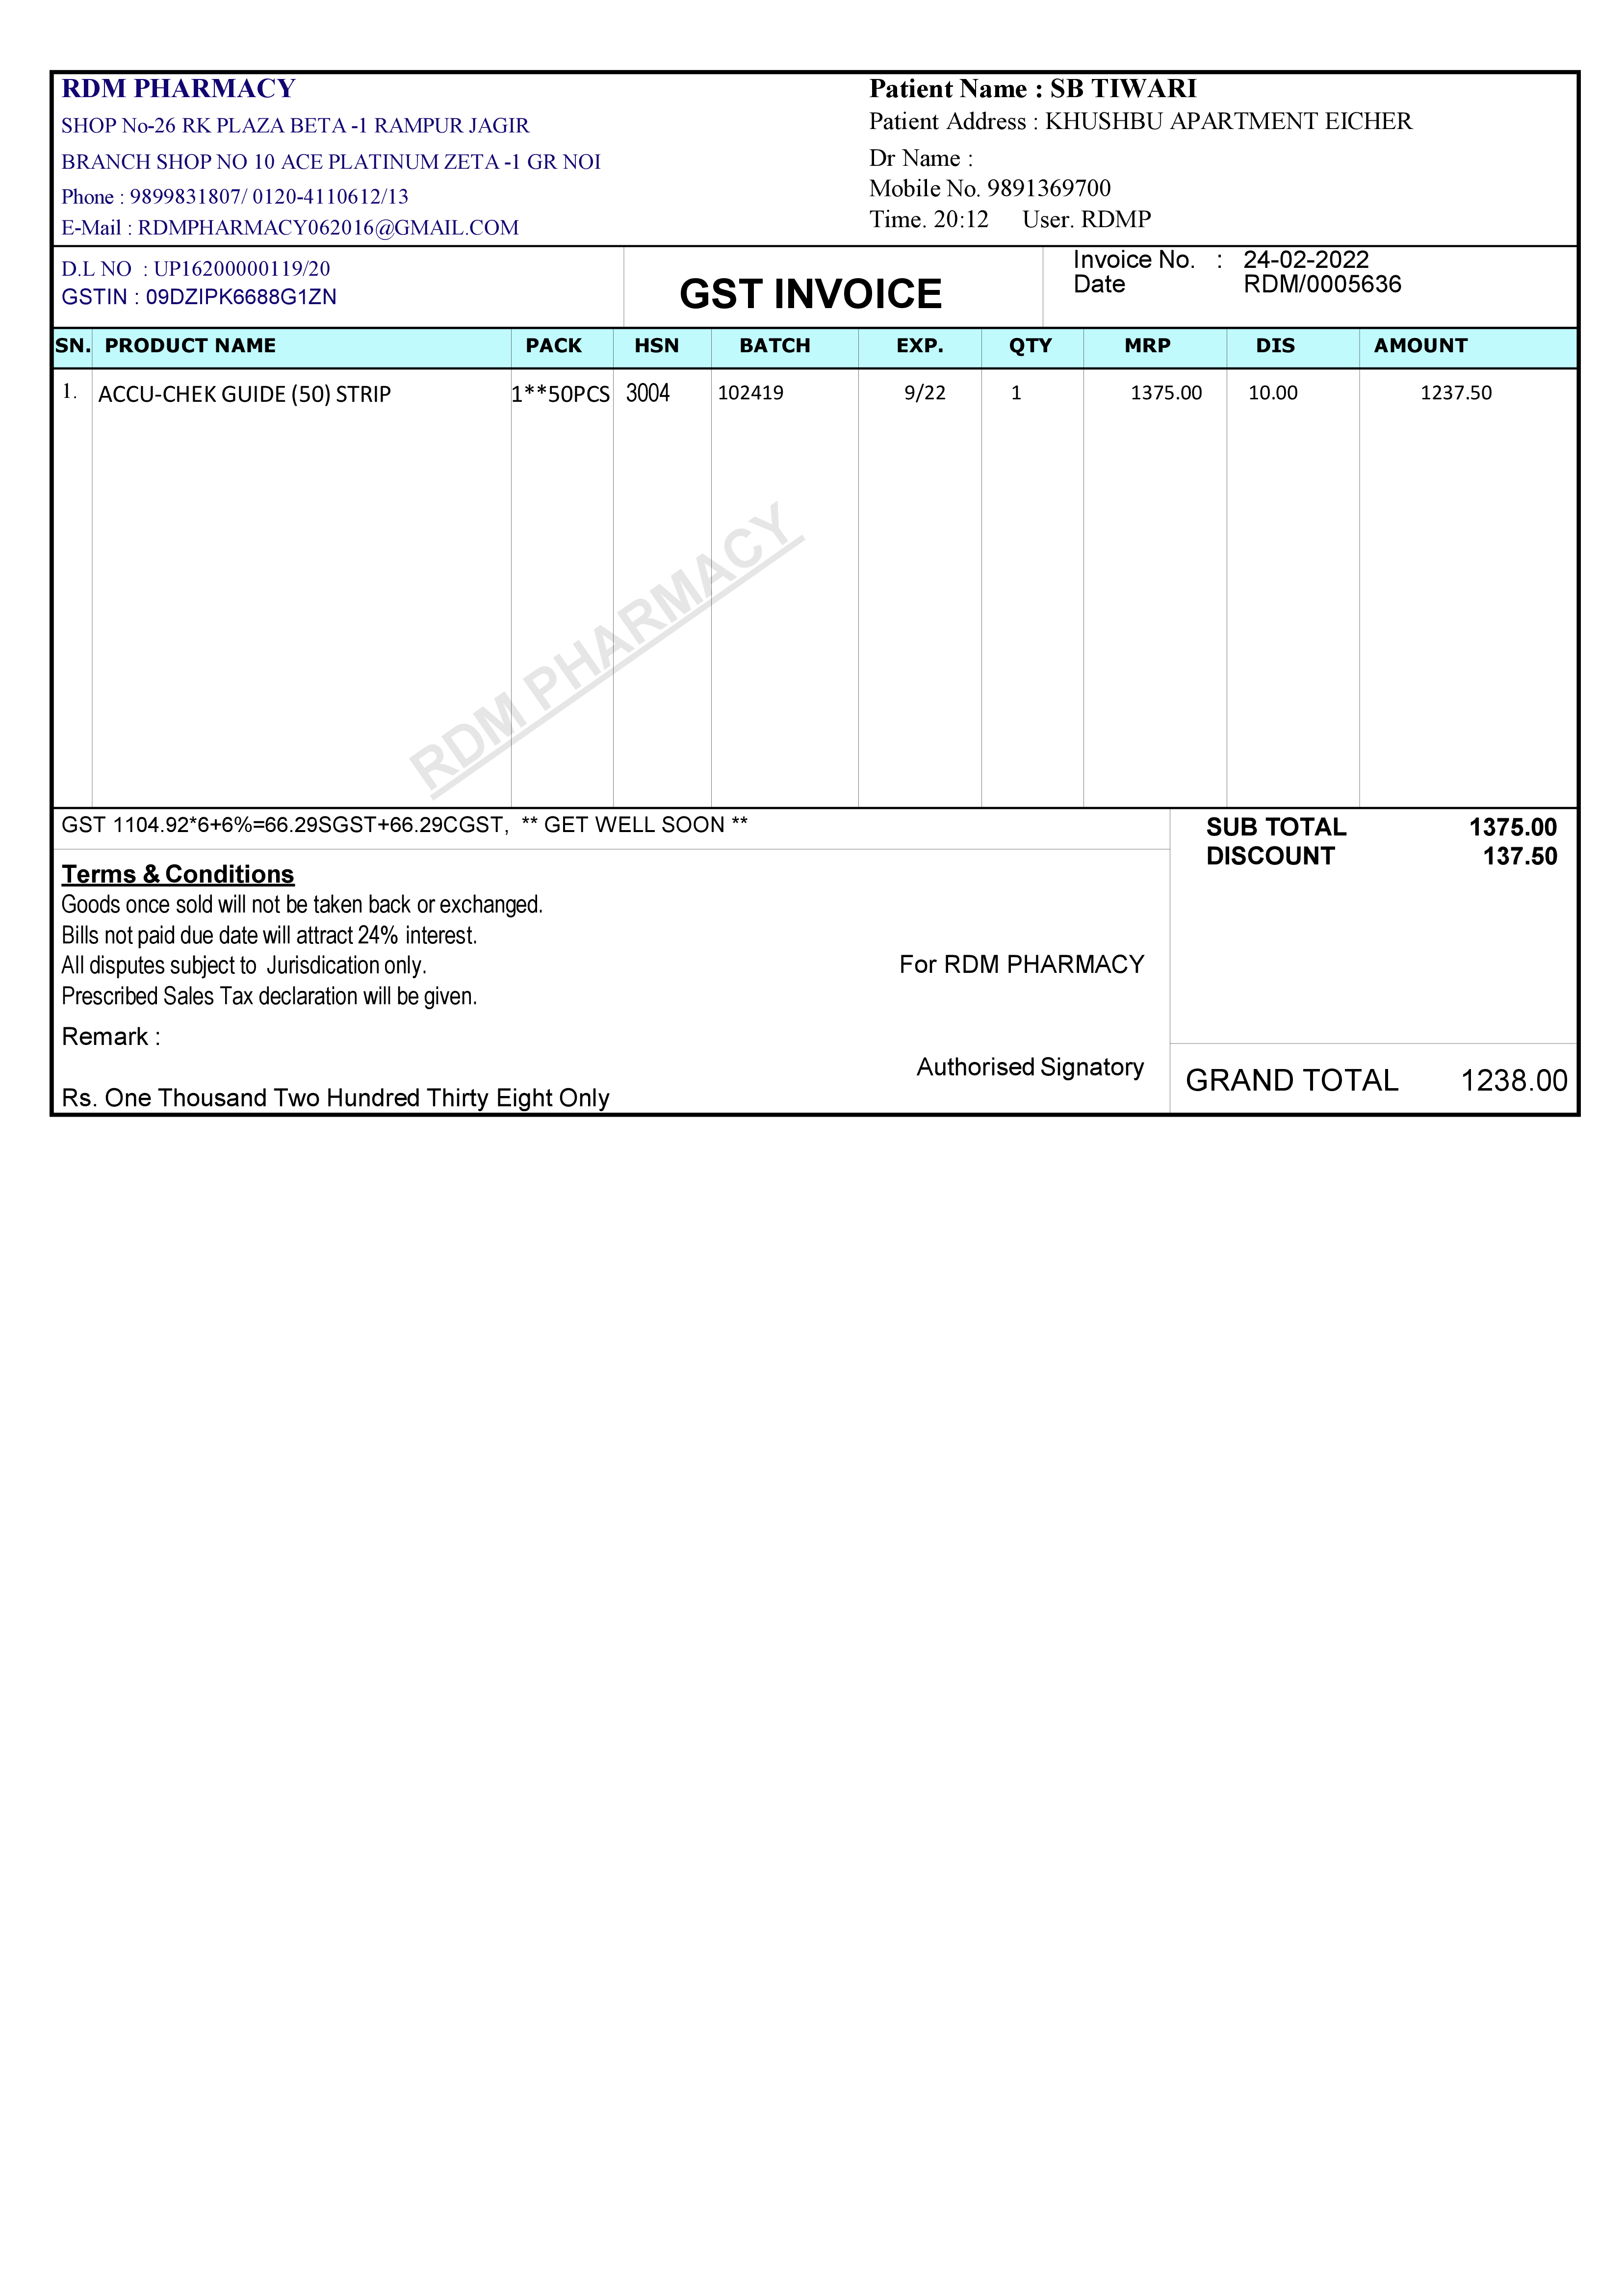 RDM PHARMACY
SHOP No-26 RK PLAZA BETA -1 RAMPUR JAGIR
BRANCH SHOP NO 10 ACE PLATINUM ZETA -1 GR NOI
Phone : 9899831807/ 0120-4110612/13
E-Mail : RDMPHARMACY062016@GMAIL.COM
Patient Name : SB TIWARI
Patient Address : KHUSHBU APARTMENT EICHER
Dr Name :
Mobile No. 9891369700
Time. 20:12 User. RDMP
D.L NO : UP16200000119/20
GSTIN : 09DZIPK6688G1ZN
GST INVOICE
Invoice No. : 24-02-2022
Date RDM/0005636
SN. PRODUCT NAME PACK HSN BATCH EXP. QTY MRP DIS AMOUNT
1. ACCU-CHEK GUIDE (50) STRIP 1**50PCS 3004 102419 9/22 1 1375.00 10.00 1237.50
RDM PHARMACY
GST 1104.92*6+6%=66.29SGST+66.29CGST, ** GET WELL SOON **
SUB TOTAL 1375.00
DISCOUNT 137.50
Terms & Conditions
Goods once sold will not be taken back or exchanged.
Bills not paid due date will attract 24% interest.
All disputes subject to Jurisdication only.
Prescribed Sales Tax declaration will be given.
For RDM PHARMACY
Remark :
Authorised Signatory
Rs. One Thousand Two Hundred Thirty Eight Only
GRAND TOTAL 1238.00